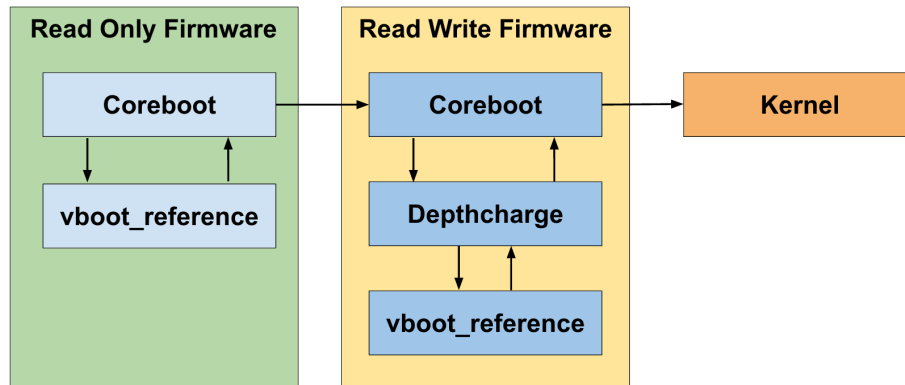 Read Only Firmware
Coreboot
vboot_reference
Read Write Firmware
Coreboot
Depthcharge
vboot_reference
Kernel